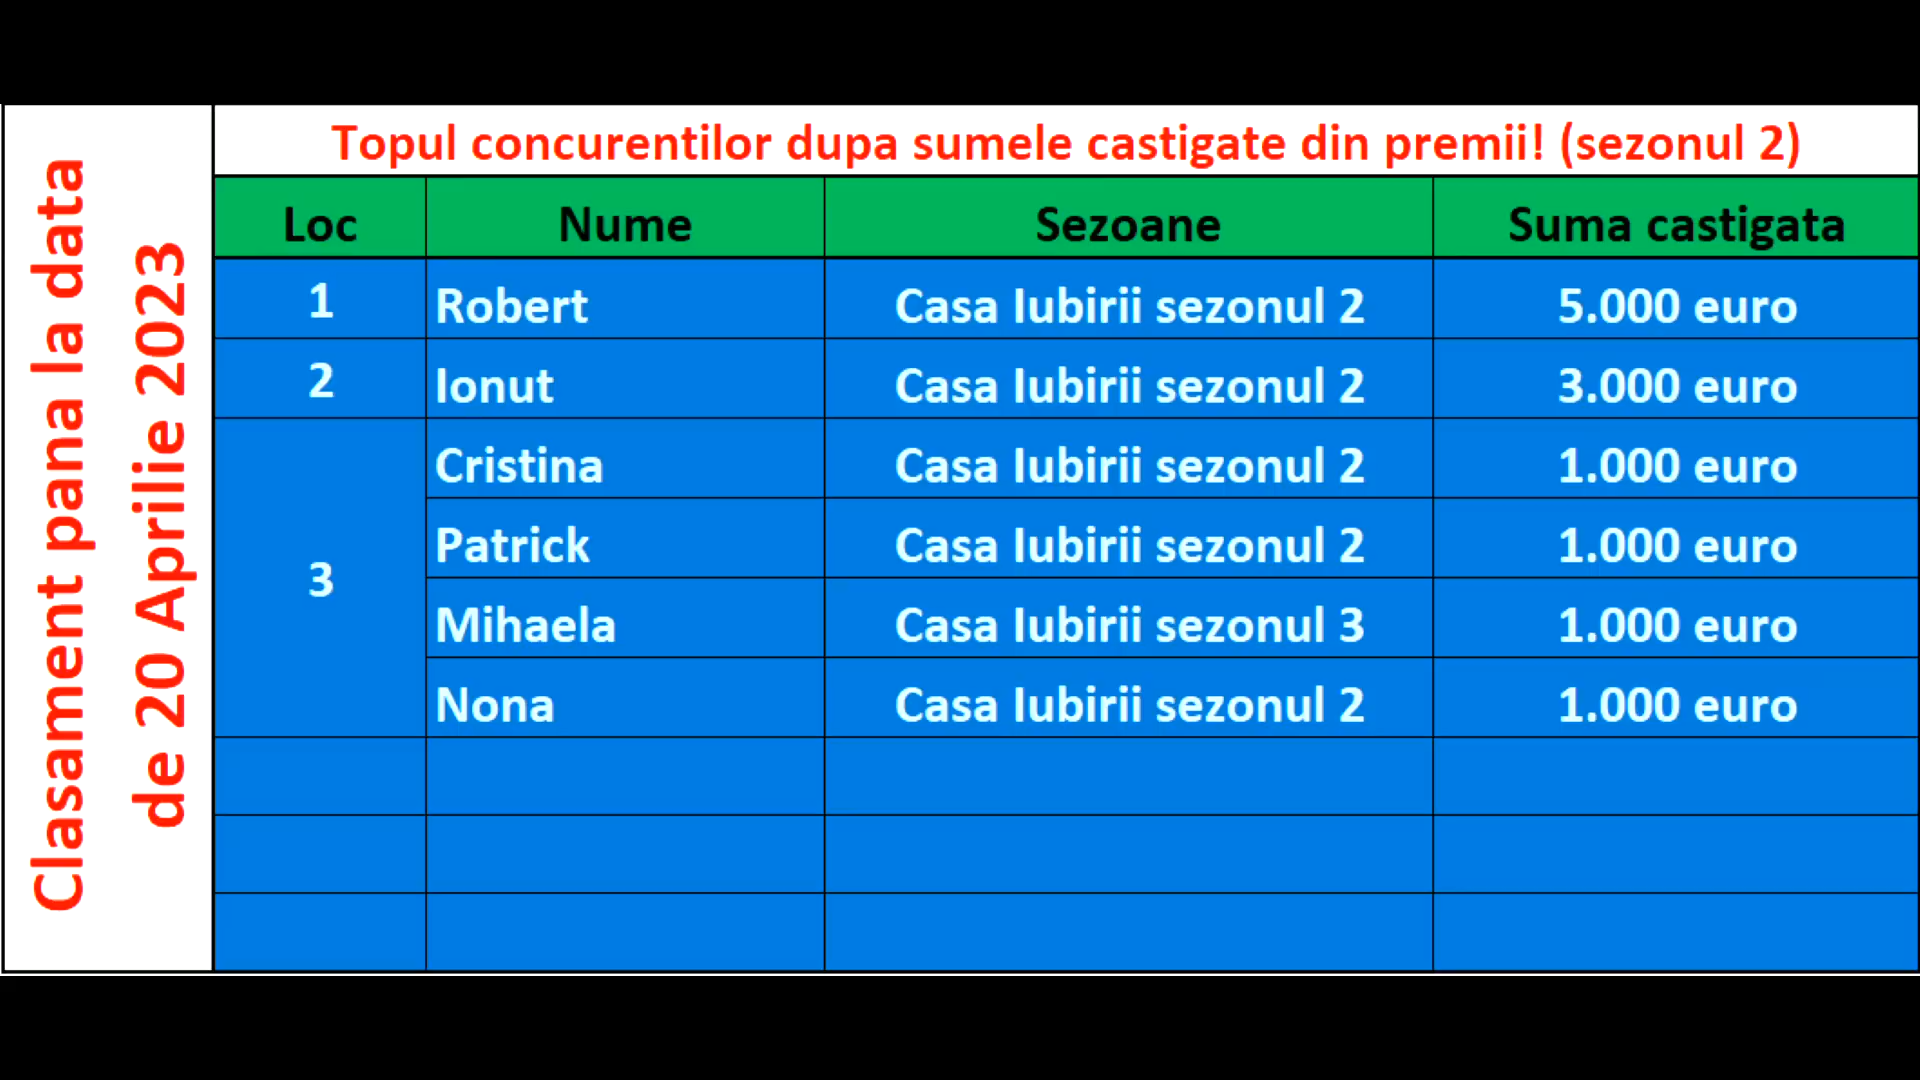 Clasament pana la data
de 20 Aprilie 2023
Topul concurentilor dupa sumele castigate din premii! (sezonul 2)
Loc Nume Sezoane Suma castigata
1 Robert Casa Iubirii sezonul 2 5.000 euro
2 Ionut Casa Iubirii sezonul 2 3.000 euro
3 Cristina Casa Iubirii sezonul 2 1.000 euro
Patrick Casa Iubirii sezonul 2 1.000 euro
Mihaela Casa Iubirii sezonul 3 1.000 euro
Nona Casa Iubirii sezonul 2 1.000 euro